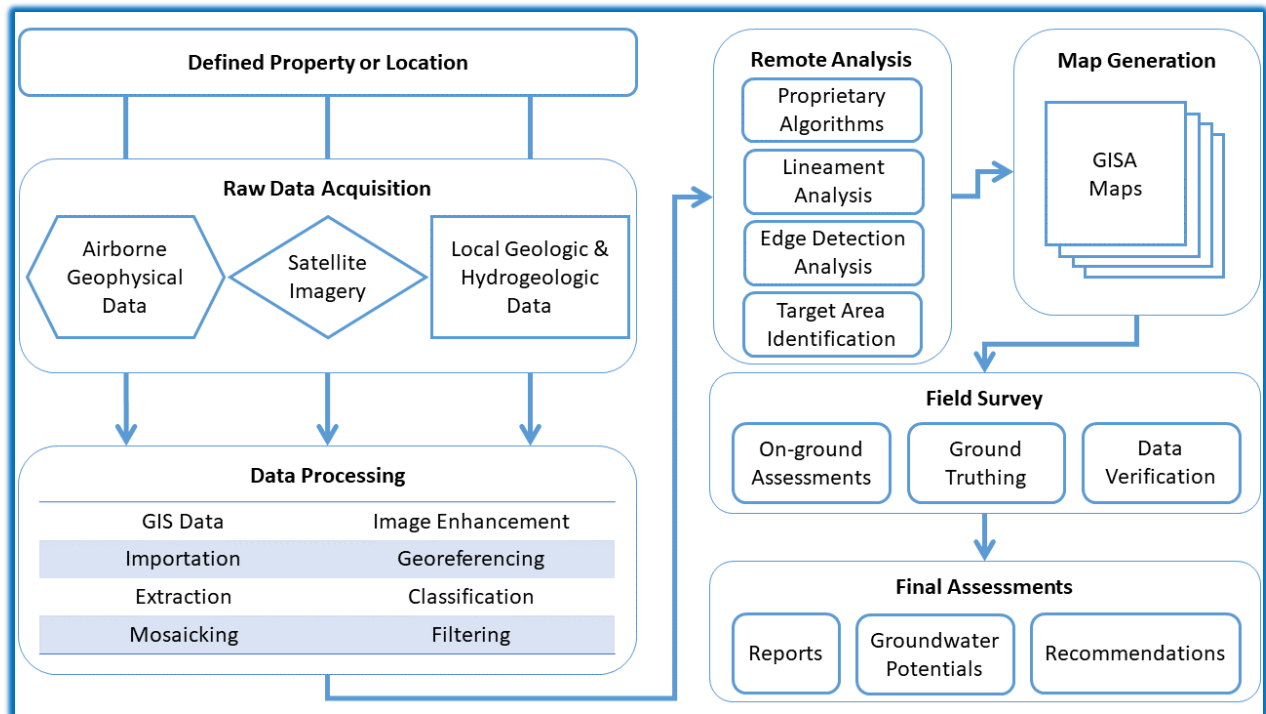 Defined Property or Location
Raw Data Acquisition
Airborne
Geophysical
Data
Satellite
Imagery
Local Geologic &
Hydrogeologic
Data
Data Processing
GIS Data
Image Enhancement
Importation
Georeferencing
Extraction
Classification
Mosaicking
Filtering
Remote Analysis
Proprietary
Algorithms
Lineament
Analysis
Edge Detection
Analysis
Target Area
Identification
Map Generation
GISA
Maps
Field Survey
On-ground
Assessments
Ground
Truthing
Data
Verification
Final Assessments
Reports
Groundwater
Potentials
Recommendations